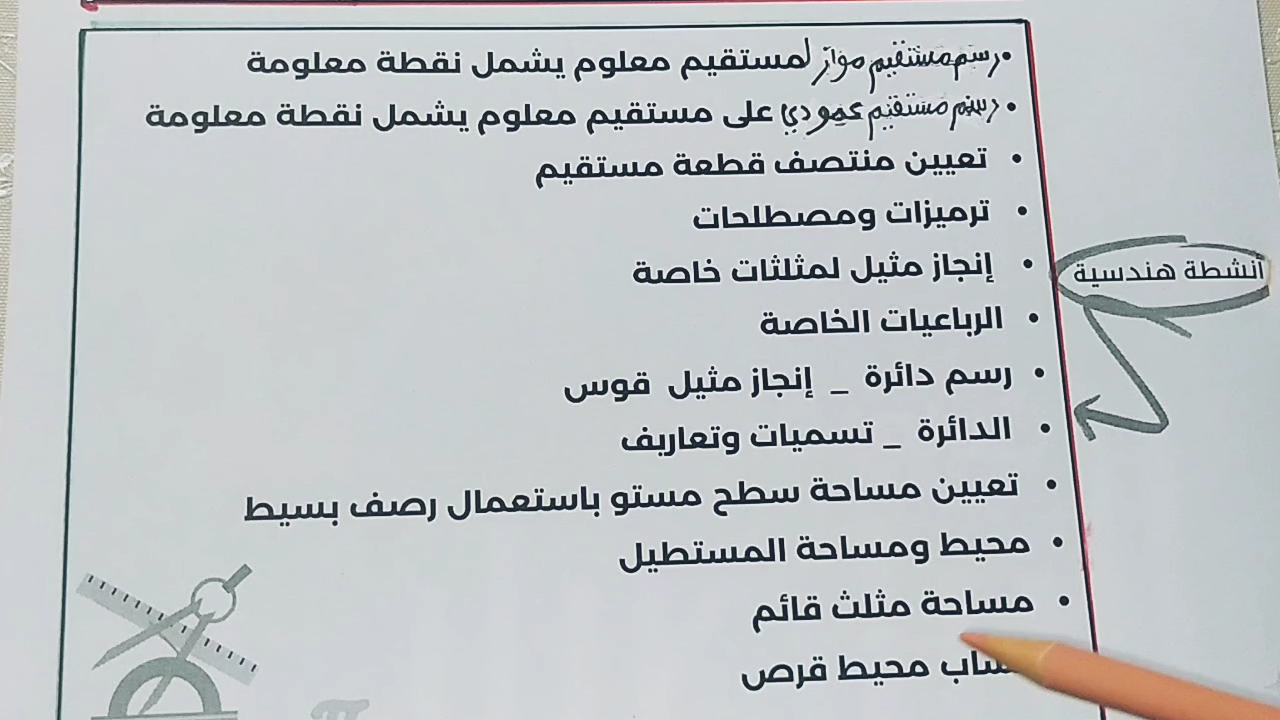 • رسم مستقيم مواز لمستقيم معلوم يشمل نقطة معلومة
• رسم مستقيم عمودي على مستقيم معلوم يشمل نقطة معلومة
• تعيين منتصف قطعة مستقيم
• ترميزات ومصطلحات
• إنجاز مثيل لمثلثات خاصة
أنشطة هندسية
• الرباعيات الخاصة
• رسم دائرة _ إنجاز مثيل قوس
• الدائرة _ تسميات وتعاريف
• تعيين مساحة سطح مستو باستعمال رصف بسيط
• محيط ومساحة المستطيل
• مساحة مثلث قائم
محيط قرص
π